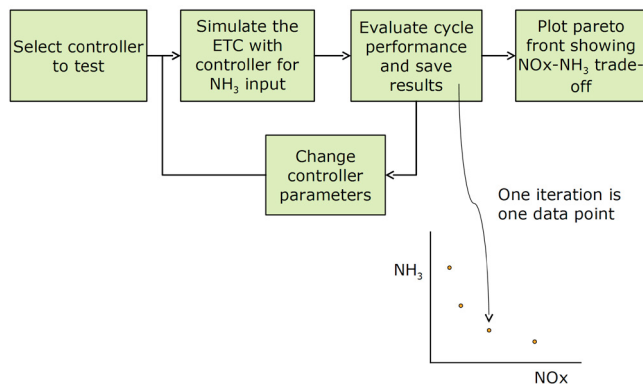 Select controller
to test
Simulate the
ETC with
controller for
NH₃ input
Evaluate cycle
performance
and save
results
Plot pareto
front showing
NOx-NH₃ trade-
off
Change
controller
parameters
One iteration is
one data point
NH₃
NOx